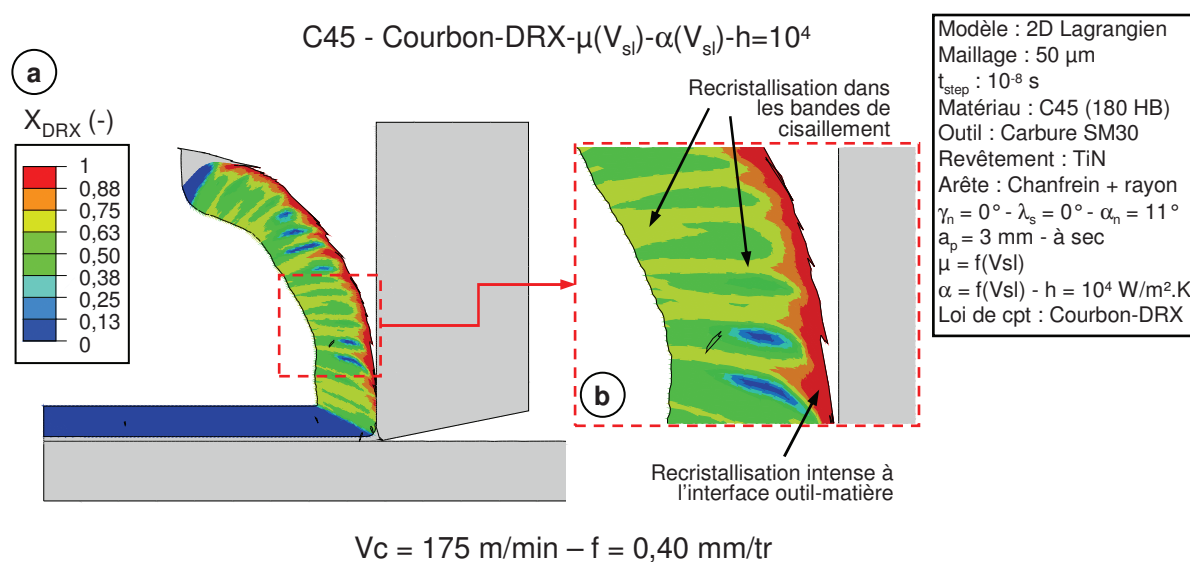 C45 - Courbon-DRX-μ(Vsl)-α(Vsl)-h=10⁴
a
XDRX (-)
1
0,88
0,75
0,63
0,50
0,38
0,25
0,13
0
Recristallisation dans
les bandes de
cisaillement
b
Recristallisation intense à
l'interface outil-matière
Modèle : 2D Lagrangien
Maillage : 50 μm
tstep : 10⁻⁸ s
Matériau : C45 (180 HB)
Outil : Carbure SM30
Revêtement : TiN
Arête : Chanfrein + rayon
γn = 0° - λs = 0° - αn = 11°
ap = 3 mm - à sec
μ = f(Vsl)
α = f(Vsl) - h = 10⁴ W/m².K
Loi de cpt : Courbon-DRX
Vc = 175 m/min – f = 0,40 mm/tr